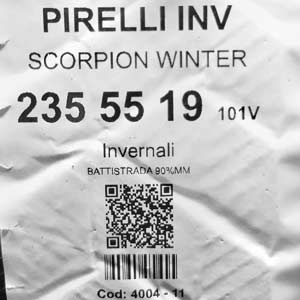 PIRELLI INV
SCORPION WINTER
235 55 19 101V
Invernali
BATTISTRADA 90%MM
Cod: 4004 - 11